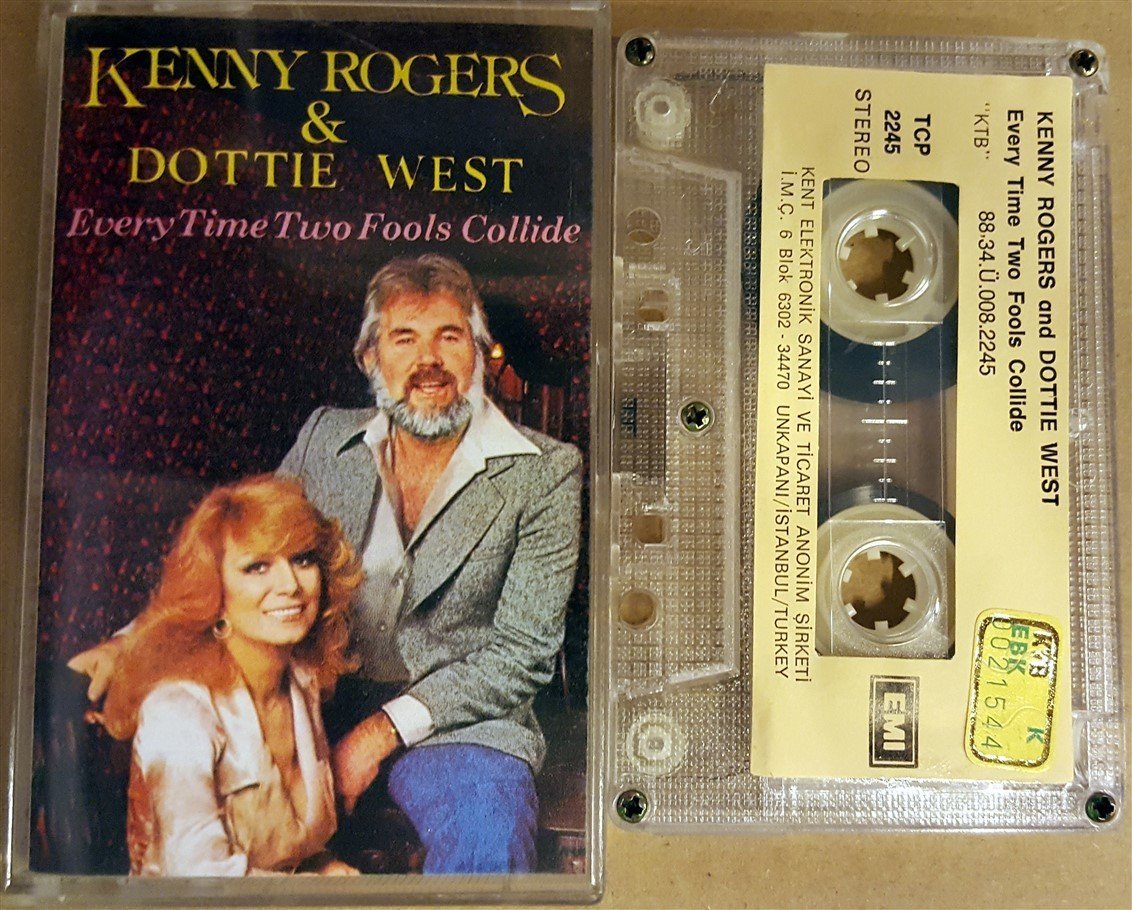 KENNY ROGERS
&
DOTTIE WEST
Every Time Two Fools Collide
KENNY ROGERS and DOTTIE WEST
Every Time Two Fools Collide
"KTB" 88.34.Ü.008.2245
TCP
2245
STEREO
KENT ELEKTRONİK SANAYİ VE TİCARET ANONİM ŞİRKETİ
İ.M.Ç. 6 Blok 6302 - 34470 UNKAPANI/İSTANBUL/TURKEY
EMI
KTB K
EBK
0021544